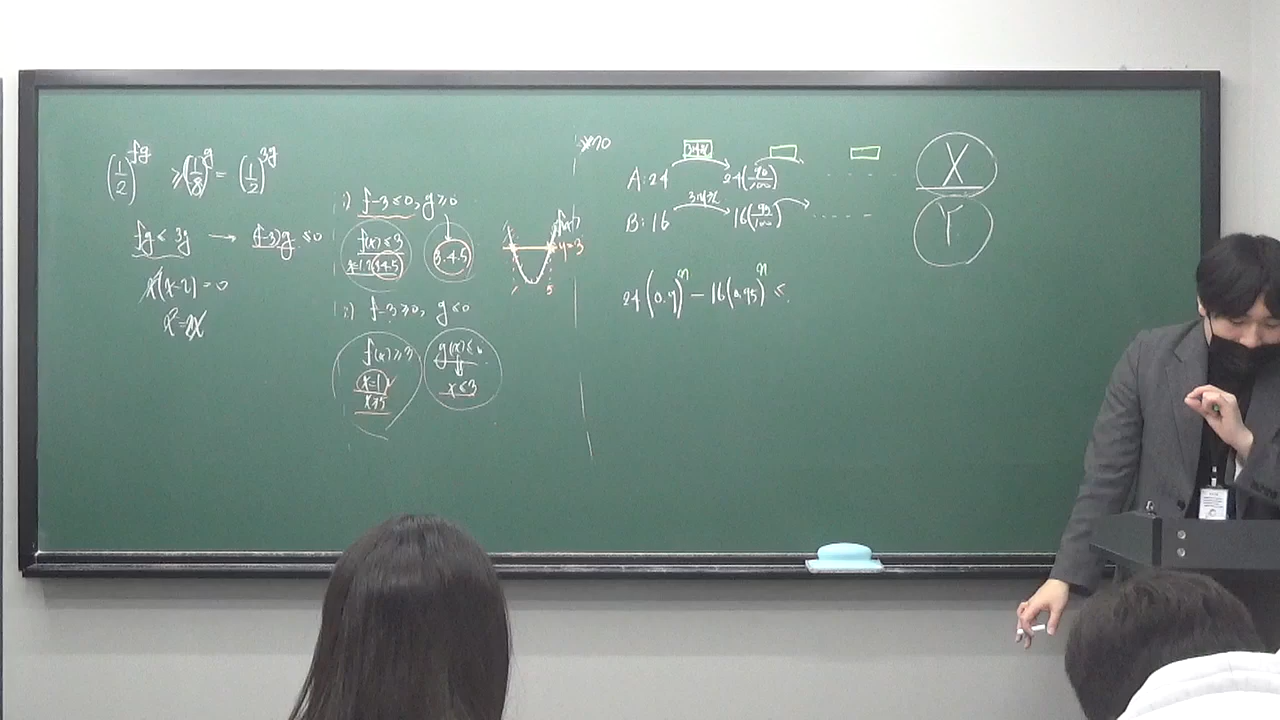 (1/2)^fg ≥ (1/8)^g = (1/2)^3g
fg ≤ 3g → (f-3)g ≤ 0
x(x-2) = 0
i) f-3 ≤ 0, g ≥ 0
f(x) ≤ 3
3.4.5
y=3
1 5
ii) f-3 ≥ 0, g ≤ 0
f(x) ≥ 3
x=1
x≥5
g(x) ≤ 0
x ≤ 3
A: 24 24(90/100) ......
B: 16 16(95/100) ......
X
Y
24(0.9)^n - 16(0.95)^n ≤